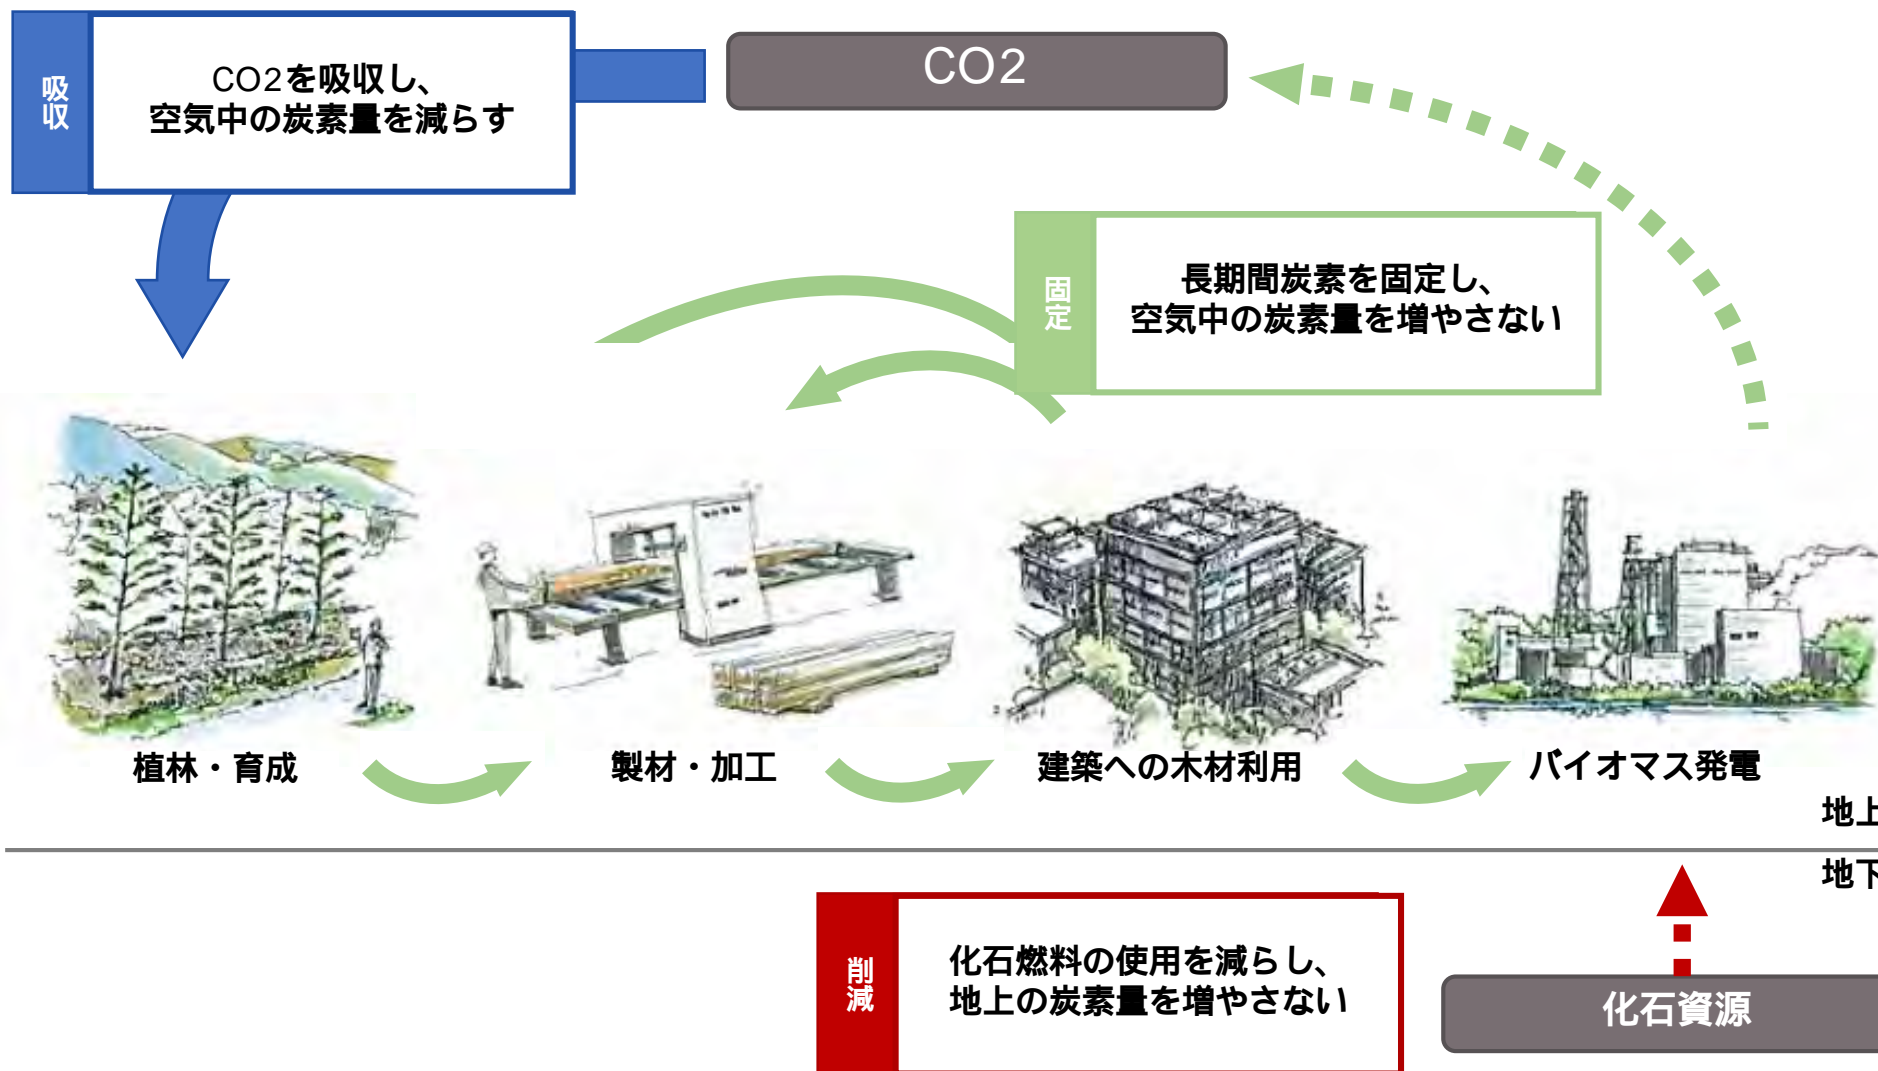 吸収
CO2を吸収し、
空気中の炭素量を減らす
CO2
固定
長期間炭素を固定し、
空気中の炭素量を増やさない
植林・育成
製材・加工
建築への木材利用
バイオマス発電
地上
地下
削減
化石燃料の使用を減らし、
地上の炭素量を増やさない
化石資源